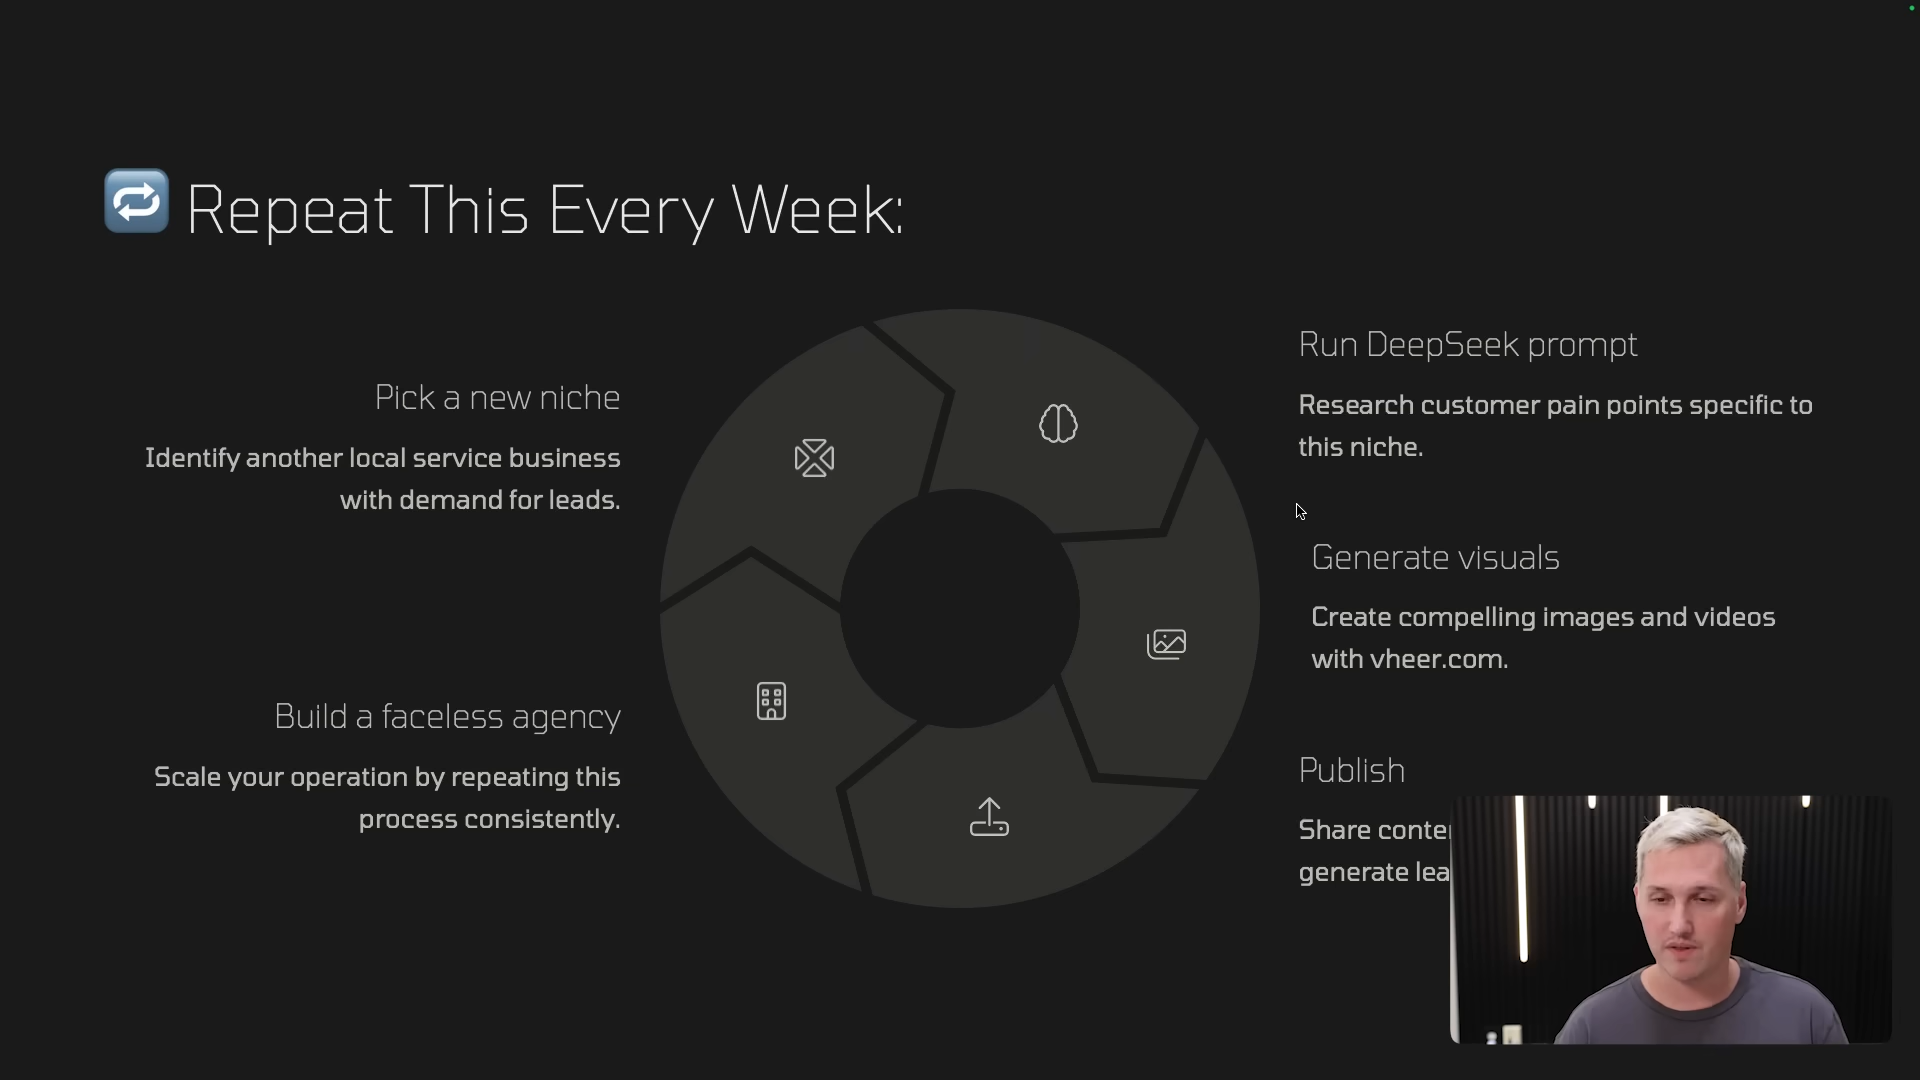 Repeat This Every Week:
Pick a new niche
Identify another local service business
with demand for leads.
Run DeepSeek prompt
Research customer pain points specific to
this niche.
Generate visuals
Create compelling images and videos
with vheer.com.
Publish
Share
generate
Build a faceless agency
Scale your operation by repeating this
process consistently.